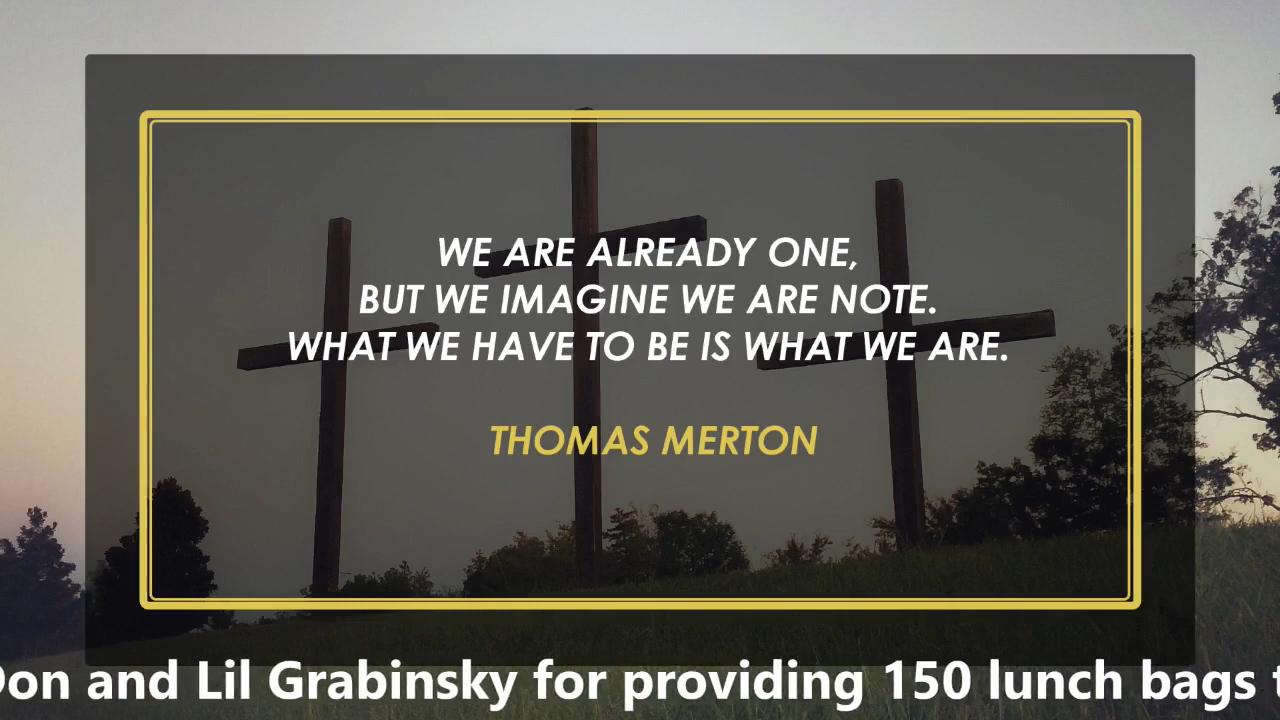 WE ARE ALREADY ONE,
BUT WE IMAGINE WE ARE NOTE.
WHAT WE HAVE TO BE IS WHAT WE ARE.
THOMAS MERTON
Don and Lil Grabinsky for providing 150 lunch bags